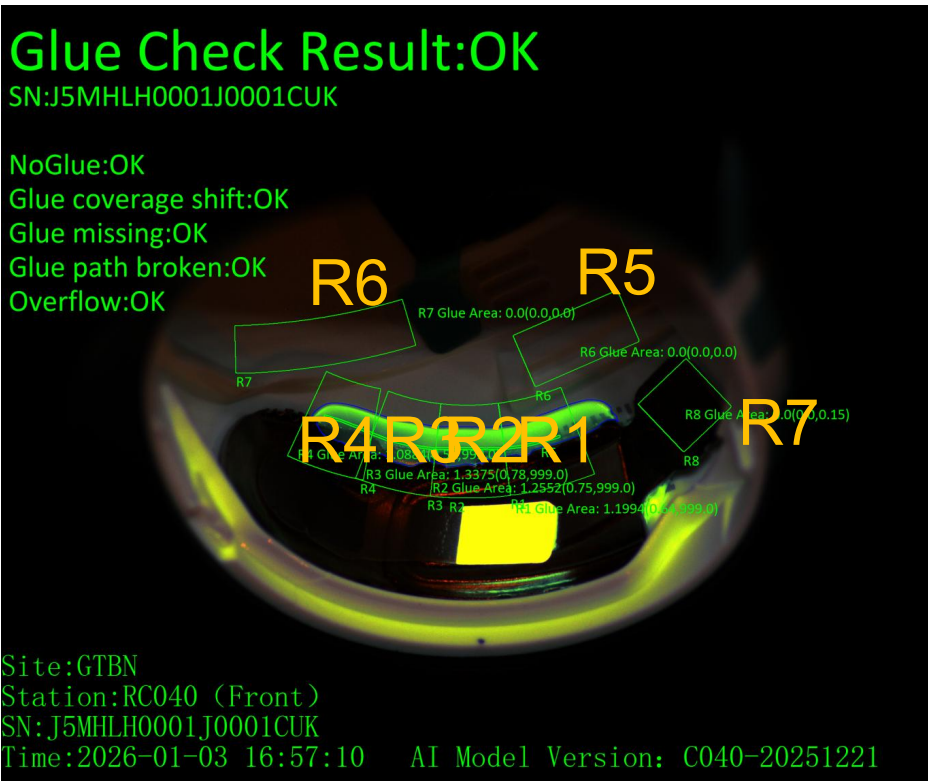 Glue Check Result:OK
SN:J5MHLH0001J0001CUK
NoGlue:OK
Glue coverage shift:OK
Glue missing:OK
Glue path broken:OK
Overflow:OK
R6
R5
R7 Glue Area: 0.0(0.0,0.0)
R6 Glue Area: 0.0(0.0,0.0)
R7
R6
R8 Glue Area:
R7
R8
R4
R3
R2
R1
R4 Glue Area:
R3 Glue Area: 1.3375(0.78,999.0)
R2 Glue Area: 1.2552(0.75,999.0)
R4
R3
R2
R1
R1 Glue Area: 1.1994
Site:GTBN
Station:RC040 (Front)
SN:J5MHLH0001J0001CUK
Time:2026-01-03 16:57:10 AI Model Version: C040-20251221